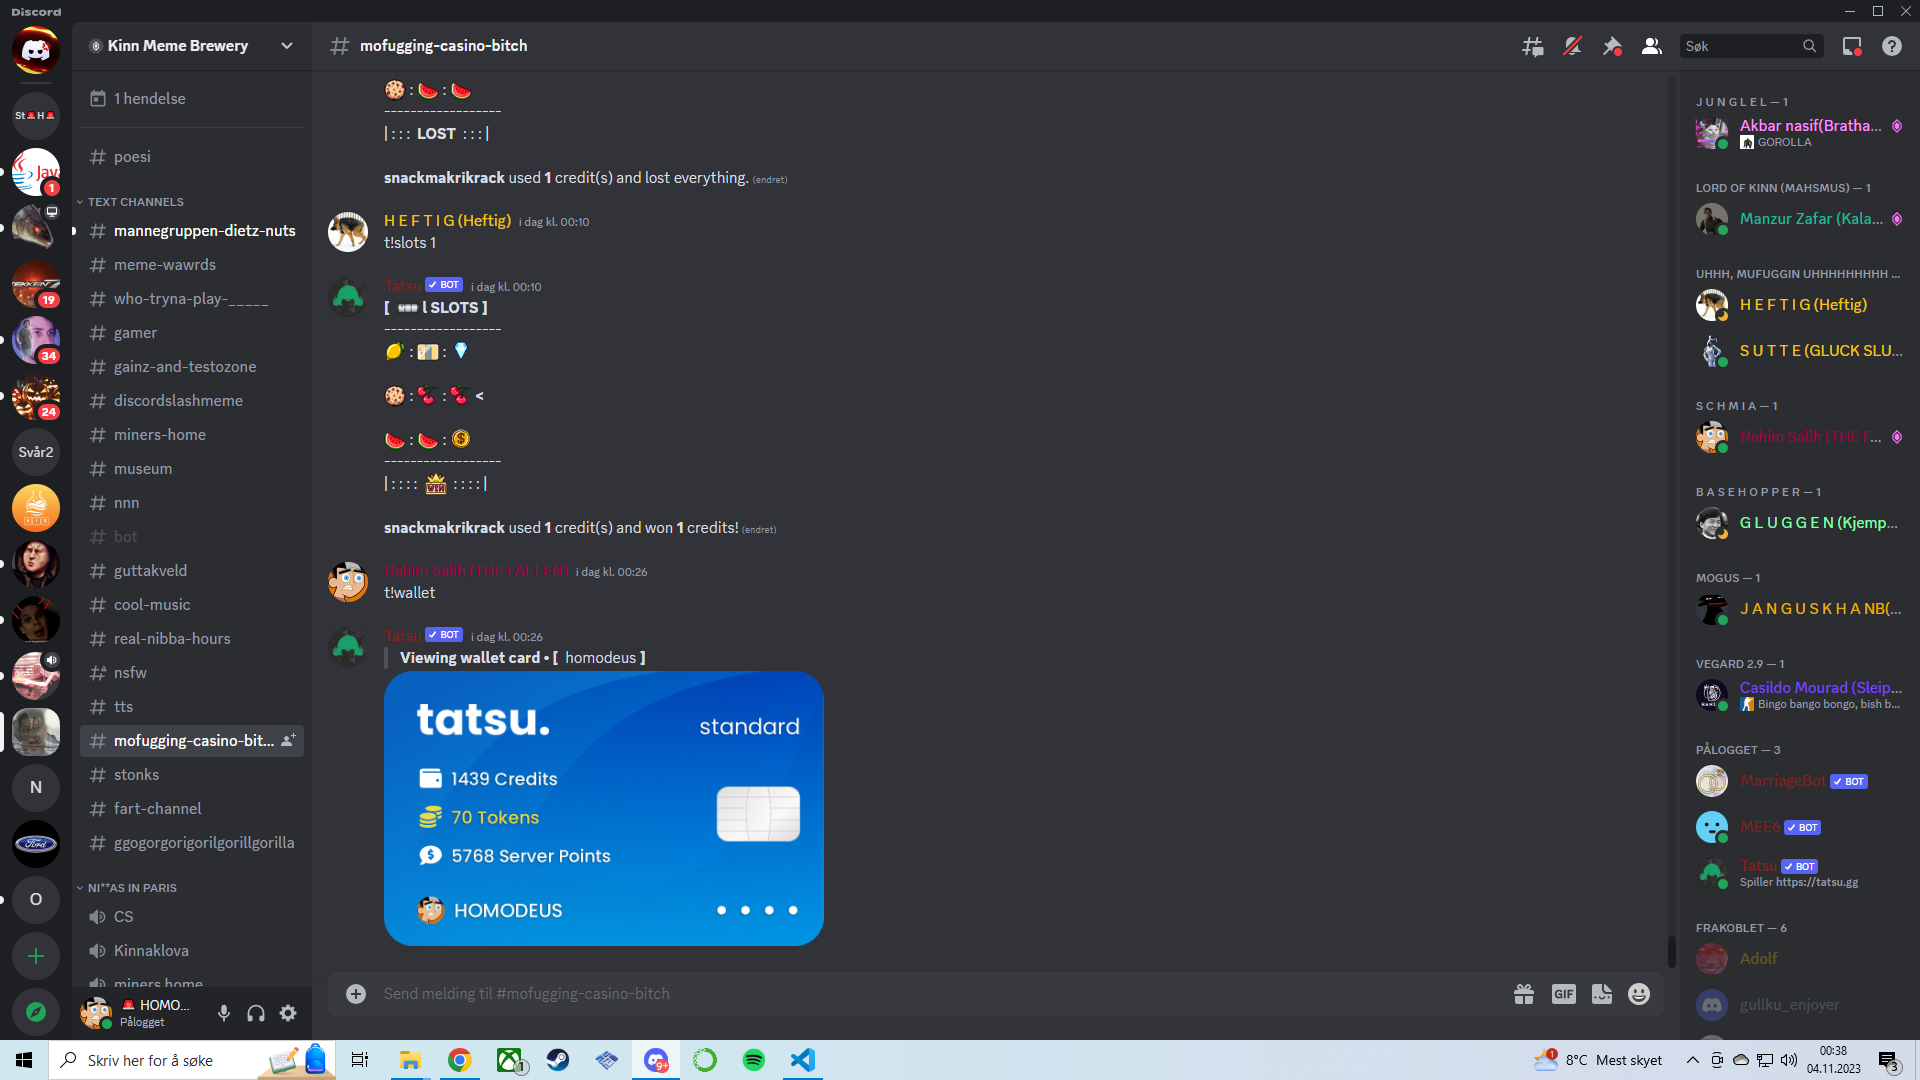 Discord
Kinn Meme Brewery
1 hendelse
poesi
TEXT CHANNELS
mannegruppen-dietz-nuts
meme-wawrds
who-tryna-play-_____
gamer
gainz-and-testozone
discordslashmeme
miners-home
museum
nnn
bot
guttakveld
cool-music
real-nibba-hours
nsfw
tts
mofugging-casino-bit...
stonks
fart-channel
ggogorgorigorilgorillgorilla
NI**AS IN PARIS
CS
Kinnaklova
miners home
HOMO...
Pålogget
1
19
34
24
Svår2
N
Ford
O
mofugging-casino-bitch
Søk
------------------
|::: LOST :::|
snackmakrikrack used 1 credit(s) and lost everything. (endret)
H E F T I G (Heftig) i dag kl. 00:10
t!slots 1
Tatsu BOT i dag kl. 00:10
[ l SLOTS ]
------------------
: :
: : <
: :
------------------
|:::: WIN ::::|
snackmakrikrack used 1 credit(s) and won 1 credits! (endret)
Rahim Salih (THE FALLEN) i dag kl. 00:26
t!wallet
Tatsu BOT i dag kl. 00:26
Viewing wallet card • [ homodeus ]
tatsu.
standard
1439 Credits
70 Tokens
5768 Server Points
HOMODEUS
Send melding til #mofugging-casino-bitch
GIF
J U N G L E L — 1
Akbar nasif(Bratha...
GOROLLA
LORD OF KINN (MAHSMUS) — 1
Manzur Zafar (Kala...
UHHH, MUFUGGIN UHHHHHHHHH ...
H E F T I G (Heftig)
S U T T E (GLUCK SLU...
S C H M I A — 1
Rahim Salih (THE F...
B A S E H O P P E R — 1
G L U G G E N (Kjemp...
MOGUS — 1
J A N G U S K H A NB(...
VEGARD 2.9 — 1
Casildo Mourad (Sleip...
Bingo bango bongo, bish b...
PÅLOGGET — 3
MarriageBot BOT
MEE6 BOT
Tatsu BOT
Spiller https://tatsu.gg
FRAKOBLET — 6
Adolf
gullku_enjoyer
Skriv her for å søke
1
9+
1
8°C Mest skyet
00:38
04.11.2023
3